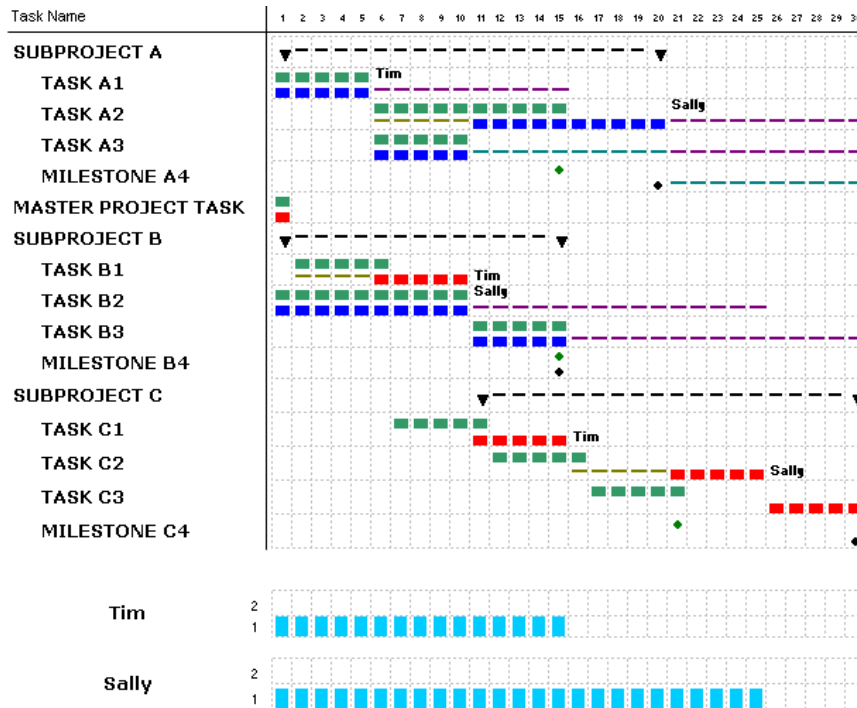 Task Name 1 2 3 4 5 6 7 8 9 10 11 12 13 14 15 16 17 18 19 20 21 22 23 24 25 26 27 28 29
SUBPROJECT A
TASK A1 Tim
TASK A2 Sally
TASK A3
MILESTONE A4
MASTER PROJECT TASK
SUBPROJECT B
TASK B1 Tim
TASK B2 Sally
TASK B3
MILESTONE B4
SUBPROJECT C
TASK C1 Tim
TASK C2 Sally
TASK C3
MILESTONE C4
2
Tim
1
2
Sally
1